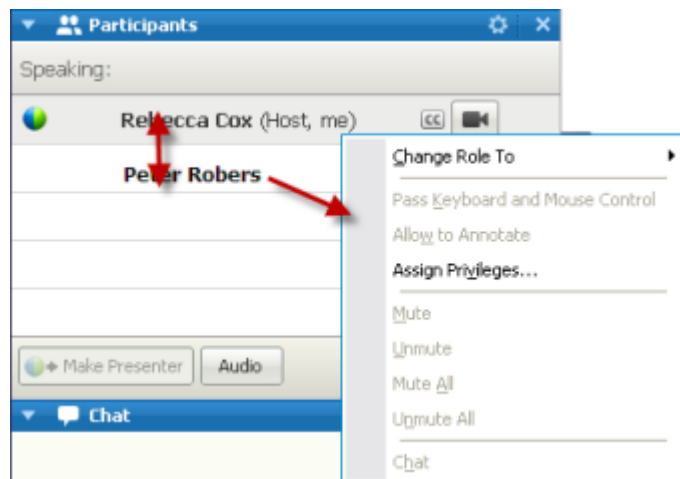 Participants
Speaking:
Rebecca Cox (Host, me)
CC
Peter Robers
Change Role To
Pass Keyboard and Mouse Control
Allow to Annotate
Assign Privileges...
Mute
Unmute
Mute All
Unmute All
Chat
Make Presenter
Audio
Chat